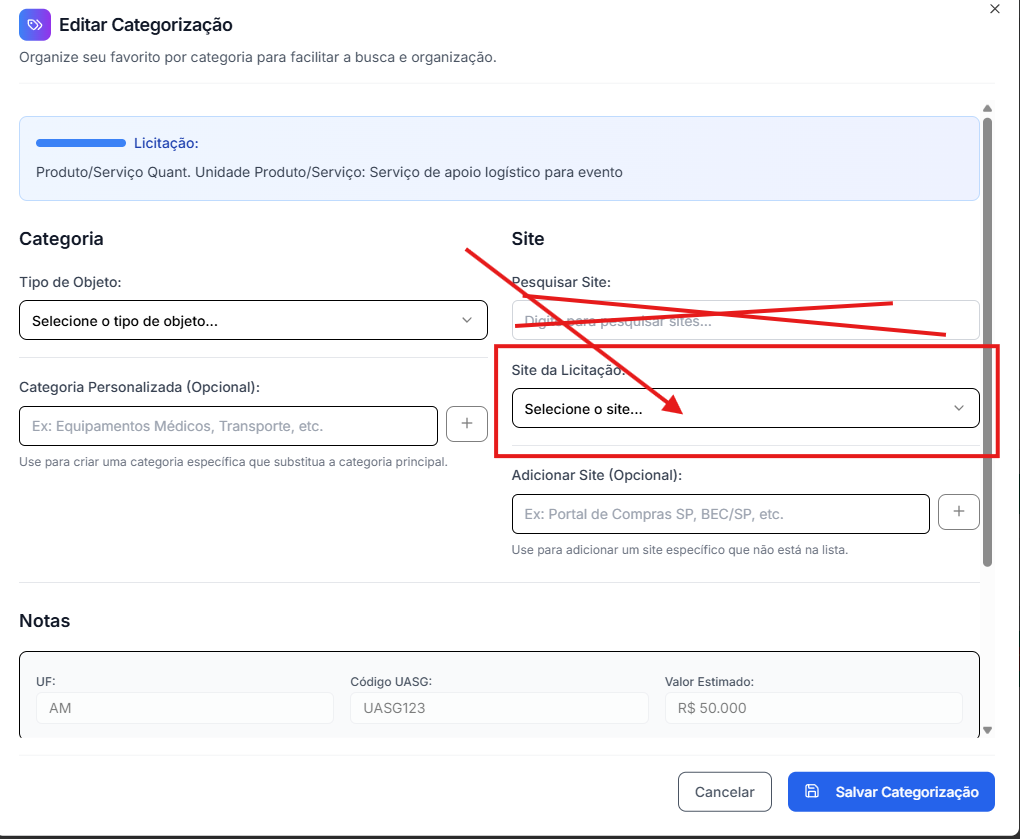 Editar Categorização
Organize seu favorito por categoria para facilitar a busca e organização.
Licitação:
Produto/Serviço Quant. Unidade Produto/Serviço: Serviço de apoio logístico para evento
Categoria
Tipo de Objeto:
Selecione o tipo de objeto...
Categoria Personalizada (Opcional):
Ex: Equipamentos Médicos, Transporte, etc.
+
Use para criar uma categoria específica que substitua a categoria principal.
Site
Pesquisar Site:
Digite para pesquisar sites...
Site da Licitação:
Selecione o site...
Adicionar Site (Opcional):
Ex: Portal de Compras SP, BEC/SP, etc.
+
Use para adicionar um site específico que não está na lista.
Notas
UF:
AM
Código UASG:
UASG123
Valor Estimado:
R$ 50.000
Cancelar
Salvar Categorização